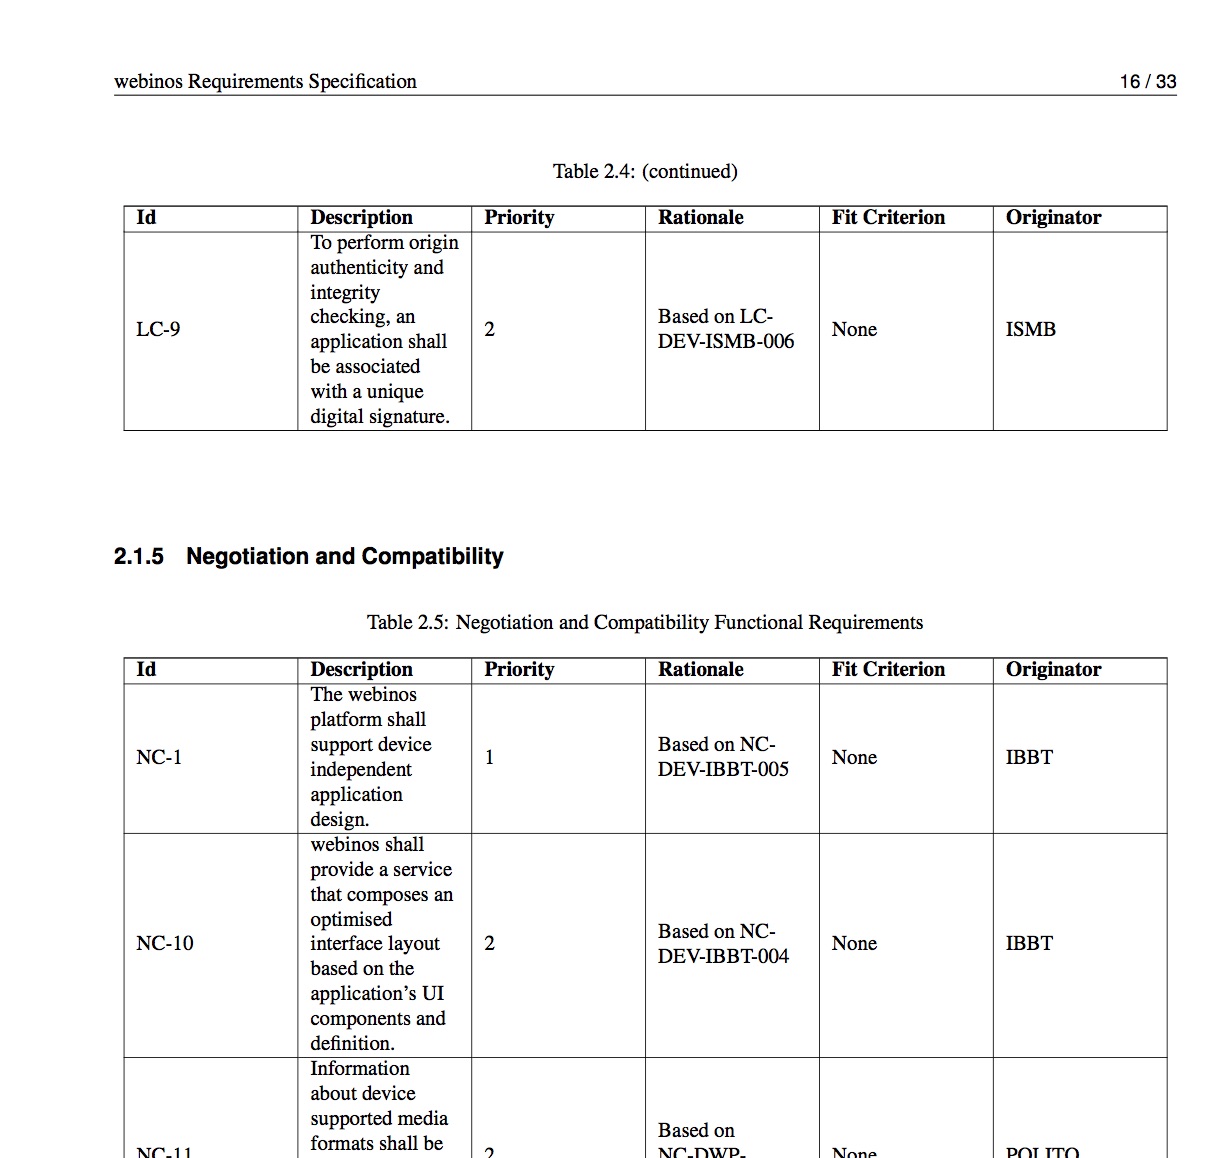 webinos Requirements Specification 16 / 33
Table 2.4: (continued)
Id Description Priority Rationale Fit Criterion Originator
LC-9
To perform origin
authenticity and
integrity
checking, an
application shall
be associated
with a unique
digital signature.
2
Based on LC-
DEV-ISMB-006
None
ISMB
2.1.5 Negotiation and Compatibility
Table 2.5: Negotiation and Compatibility Functional Requirements
Id Description Priority Rationale Fit Criterion Originator
NC-1
The webinos
platform shall
support device
independent
application
design.
1
Based on NC-
DEV-IBBT-005
None
IBBT
NC-10
webinos shall
provide a service
that composes an
optimised
interface layout
based on the
application's UI
components and
definition.
2
Based on NC-
DEV-IBBT-004
None
IBBT
NC-11
Information
about device
supported media
formats shall be
2
Based on
NC-DWP-
None
POLITO